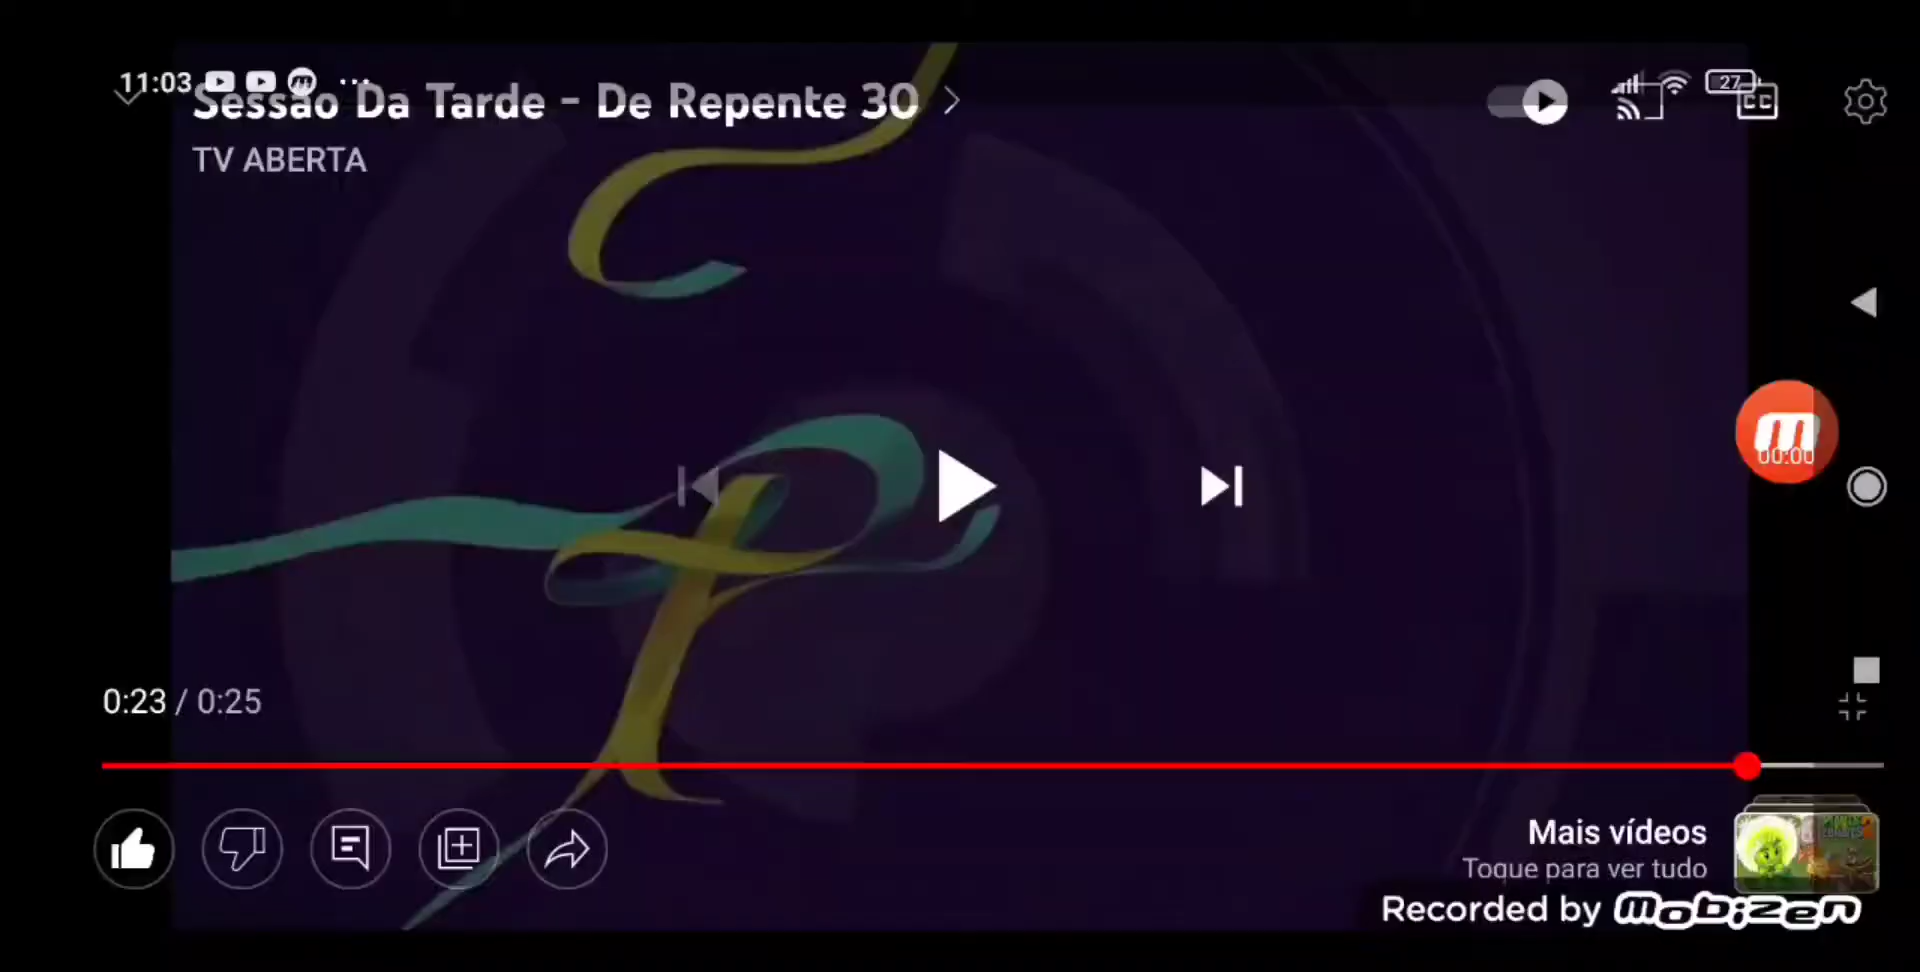 11:03
27
Sessão Da Tarde - De Repente 30
CC
TV ABERTA
00:00
0:23 / 0:25
Mais vídeos
Toque para ver tudo
Recorded by mobizen